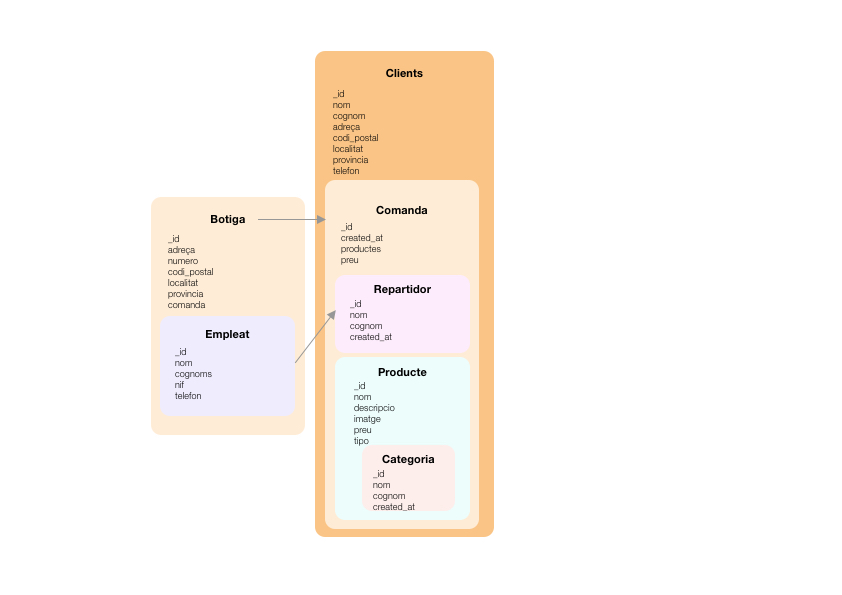 Clients
_id
nom
cognom
adreça
codi_postal
localitat
provincia
telefon
Botiga
_id
adreça
numero
codi_postal
localitat
provincia
comanda
Empleat
_id
nom
cognoms
nif
telefon
Comanda
_id
created_at
productes
preu
Repartidor
_id
nom
cognom
created_at
Producte
_id
nom
descripcio
imatge
preu
tipo
Categoria
_id
nom
cognom
created_at